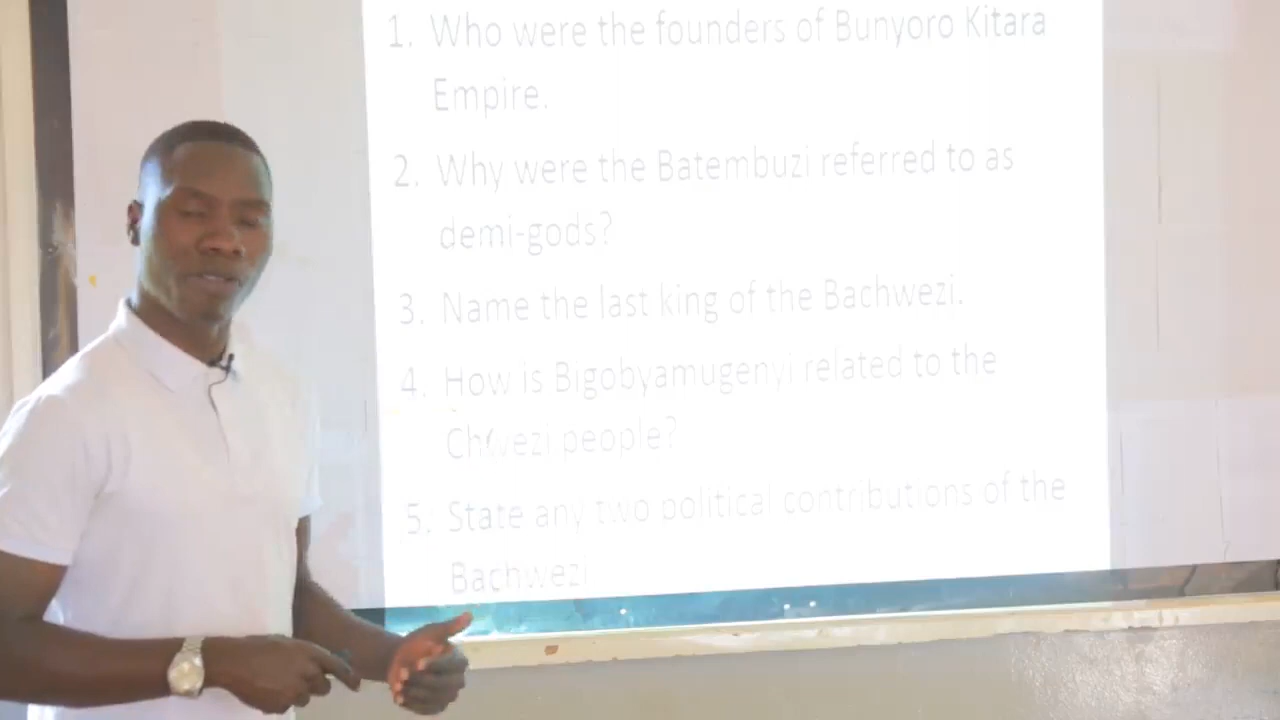 1. Who were the founders of Bunyoro Kitara
Empire.
2. Why were the Batembuzi referred to as
demi-gods?
3. Name the last king of the Bachwezi.
4. How is Bigobyamugenyi related to the
Chwezi people?
5. State any two political contributions of the
Bachwezi